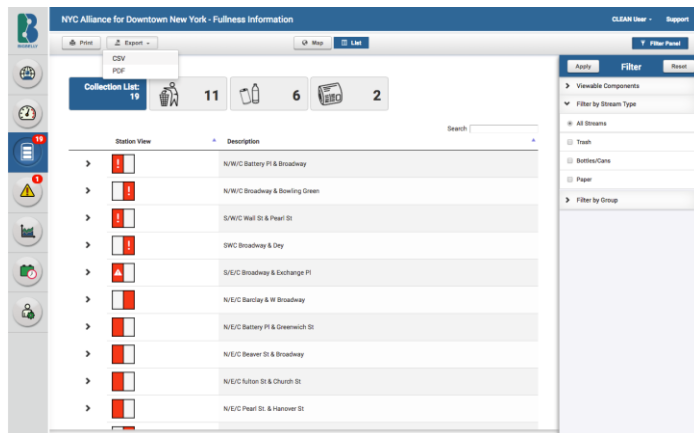 NYC Alliance for Downtown New York - Fullness Information
CLEAN User
Support
BIGBELLY
Print
Export
Map
List
Filter Panel
CSV
PDF
Collection List:
19
11
6
2
Apply
Filter
Reset
Viewable Components
Filter by Stream Type
All Streams
Trash
Bottles/Cans
Paper
Filter by Group
19
1
Search
Station View
Description
N/W/C Battery Pl & Broadway
N/W/C Broadway & Bowling Green
S/W/C Wall St & Pearl St
SWC Broadway & Dey
S/E/C Broadway & Exchange Pl
N/E/C Barclay & W Broadway
N/E/C Battery Pl & Greenwich St
N/E/C Beaver St & Broadway
N/E/C fulton St & Church St
N/E/C Pearl St. & Hanover St